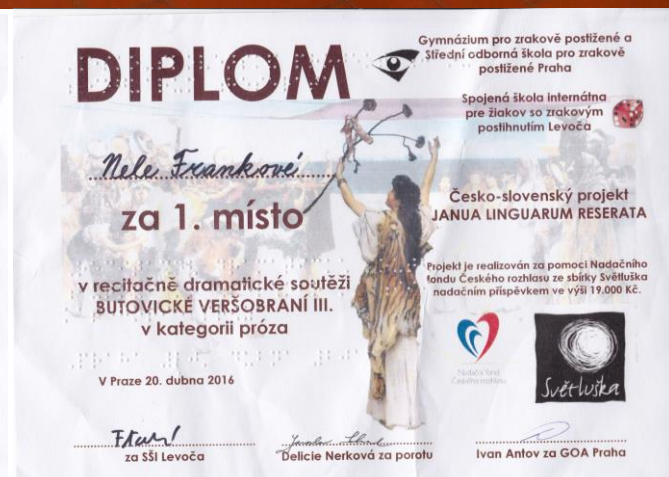 DIPLOM
Gymnázium pro zrakově postižené a
Střední odborná škola pro zrakově
postižené Praha
Spojená škola internátna
pre žiakov so zrakovým
postihnutím Levoča
Nele Frankové
za 1. místo
Česko-slovenský projekt
JANUA LINGUARUM RESERATA
Projekt je realizován za pomoci Nadačního
fondu Českého rozhlasu ze sbírky Světluška
nadačním příspěvkem ve výši 19.000 Kč.
v recitačně dramatické soutěži
BUTOVICKÉ VERŠOBRANÍ III.
v kategorii próza
Nadační fond
Českého rozhlasu
Světluška
V Praze 20. dubna 2016
za SŠI Levoča
Delicie Nerková za porotu
Ivan Antov za GOA Praha